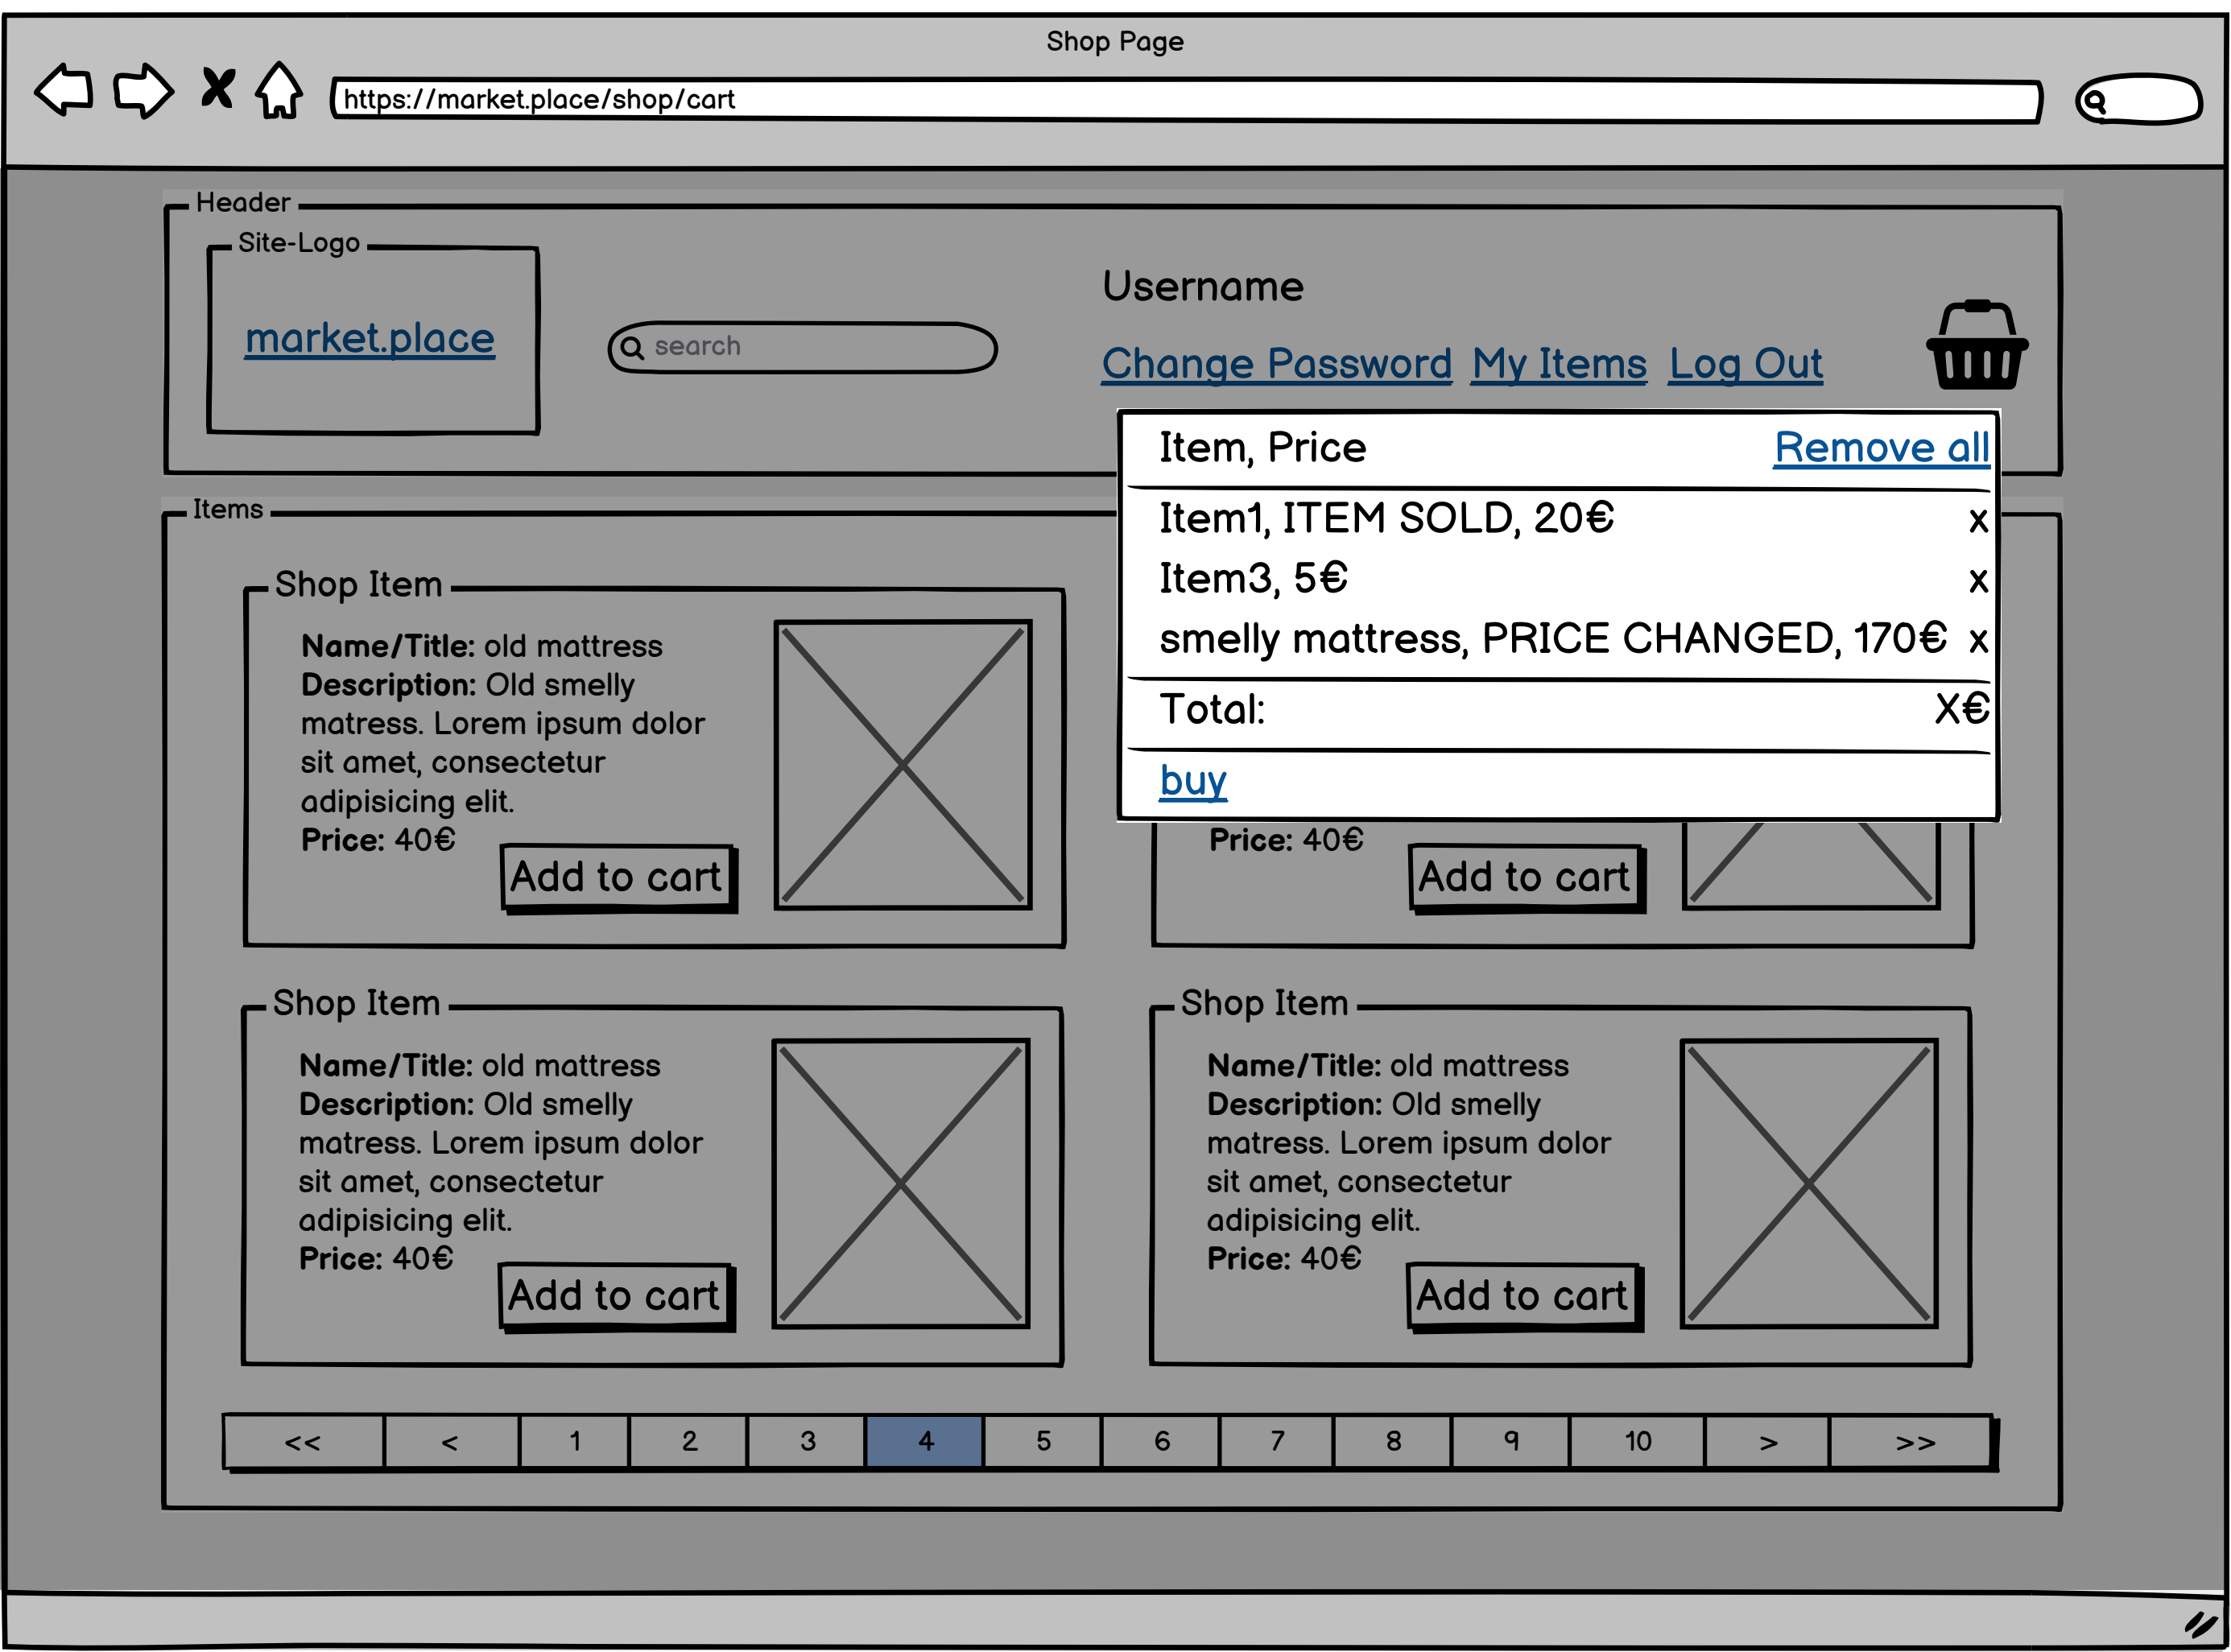 Shop Page
https://market.place/shop/cart
Header
Site-Logo
market.place
search
Username
Change Password My Items Log Out
Item, Price Remove all
Item1, ITEM SOLD, 20€ x
Item3, 5€ x
smelly mattress, PRICE CHANGED, 170€ x
Total: X€
buy
Items
Shop Item
Name/Title: old mattress
Description: Old smelly
matress. Lorem ipsum dolor
sit amet, consectetur
adipisicing elit.
Price: 40€
Add to cart
Price: 40€
Add to cart
Shop Item
Name/Title: old mattress
Description: Old smelly
matress. Lorem ipsum dolor
sit amet, consectetur
adipisicing elit.
Price: 40€
Add to cart
Shop Item
Name/Title: old mattress
Description: Old smelly
matress. Lorem ipsum dolor
sit amet, consectetur
adipisicing elit.
Price: 40€
Add to cart
<< < 1 2 3 4 5 6 7 8 9 10 > >>